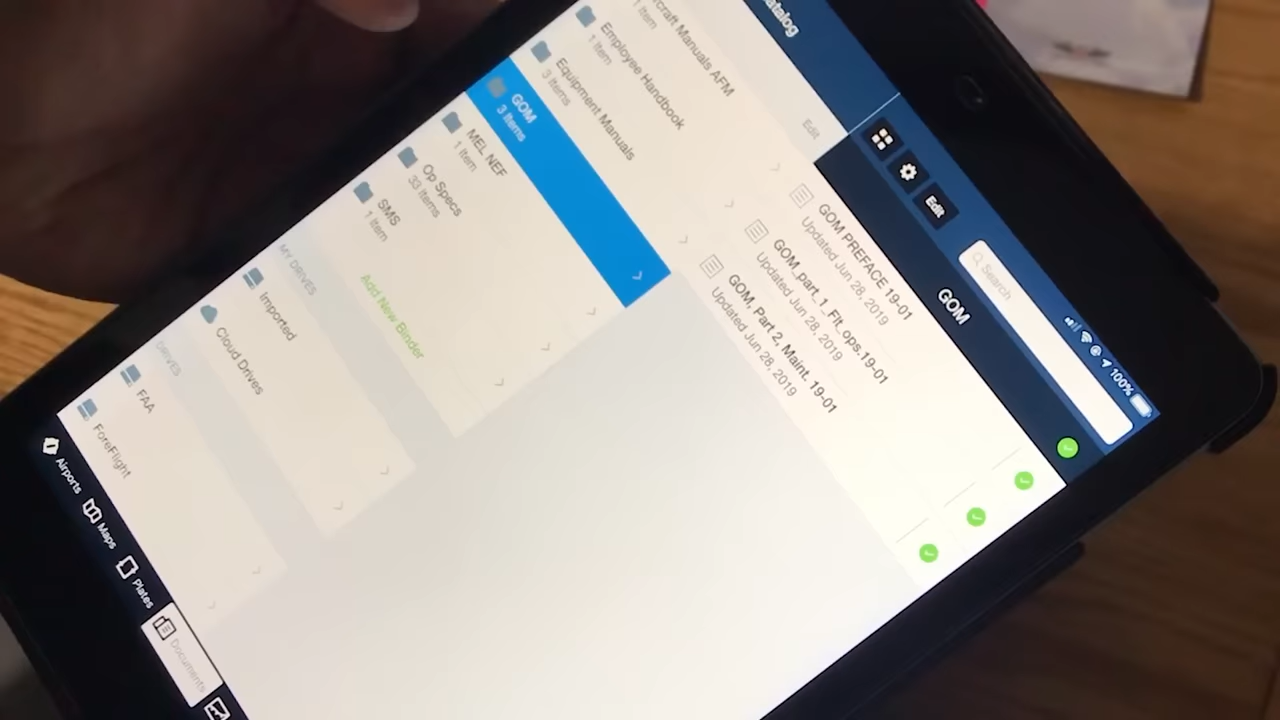 100%
Catalog
Edit
Search
GOM
Edit
craft Manuals AFM
1 Item
Employee Handbook
1 Item
Equipment Manuals
3 Items
GOM
3 Items
MEL NEF
1 Item
Op Specs
33 Items
SMS
1 Item
Add New Binder
MY DRIVES
Imported
Cloud Drives
DRIVES
FAA
ForeFlight
GOM PREFACE 19-01
Updated Jun 28, 2019
GOM_part_1_Flt_ops.19-01
Updated Jun 28, 2019
GOM, Part 2, Maint. 19-01
Updated Jun 28, 2019
Airports
Maps
Plates
Documents